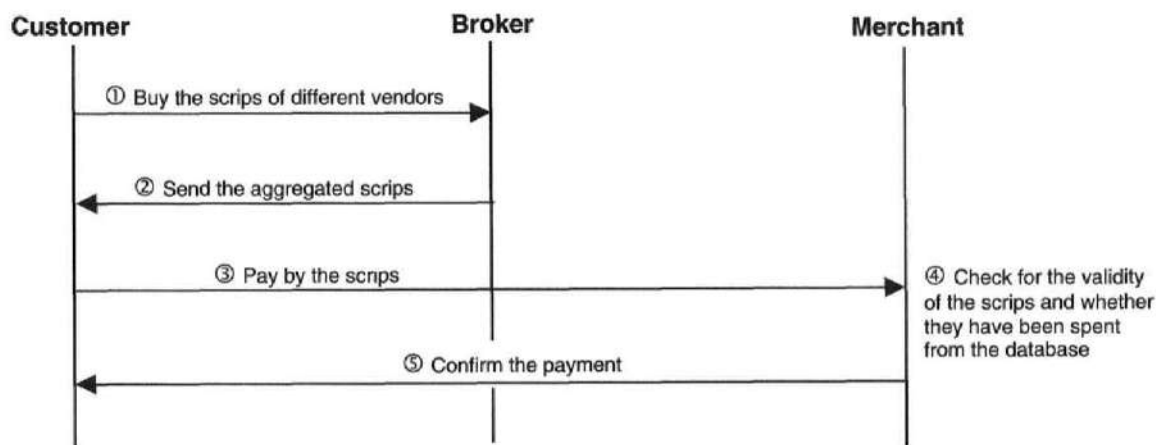 Customer
Broker
Merchant
① Buy the scrips of different vendors
② Send the aggregated scrips
③ Pay by the scrips
④ Check for the validity
of the scrips and whether
they have been spent
from the database
⑤ Confirm the payment